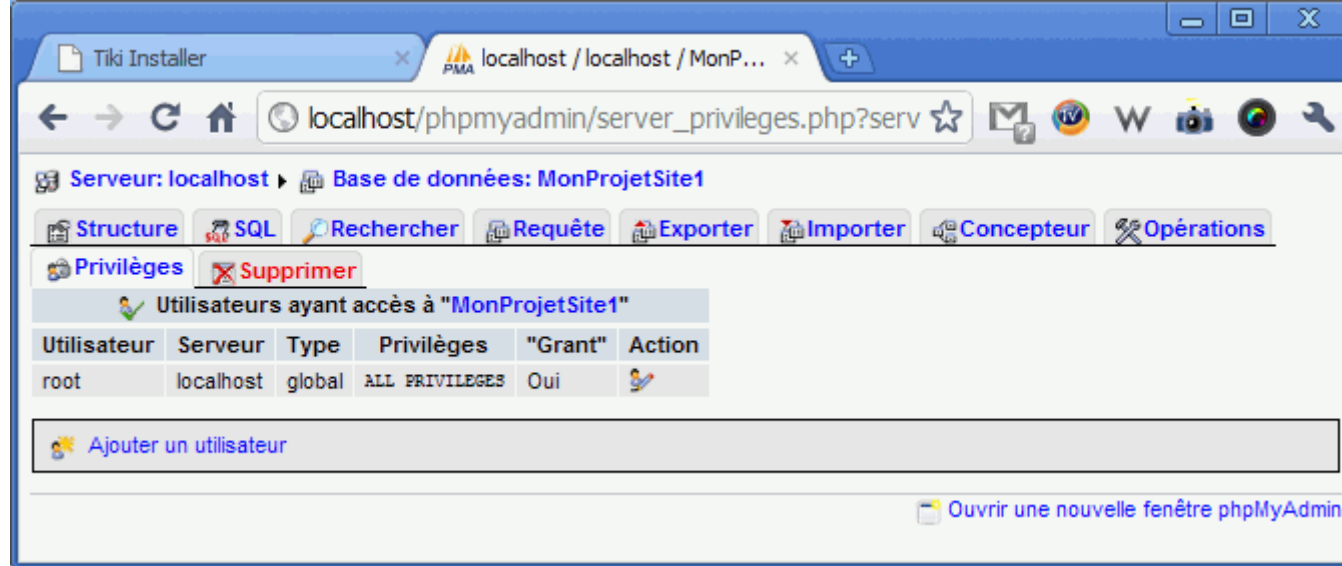 Tiki Installer
PMA localhost / localhost / MonP...
localhost/phpmyadmin/server_privileges.php?serv
Serveur: localhost Base de données: MonProjetSite1
Structure SQL Rechercher Requête Exporter Importer Concepteur Opérations
Privilèges Supprimer
Utilisateurs ayant accès à "MonProjetSite1"
Utilisateur Serveur Type Privilèges "Grant" Action
root localhost global ALL PRIVILEGES Oui
Ajouter un utilisateur
Ouvrir une nouvelle fenêtre phpMyAdmin